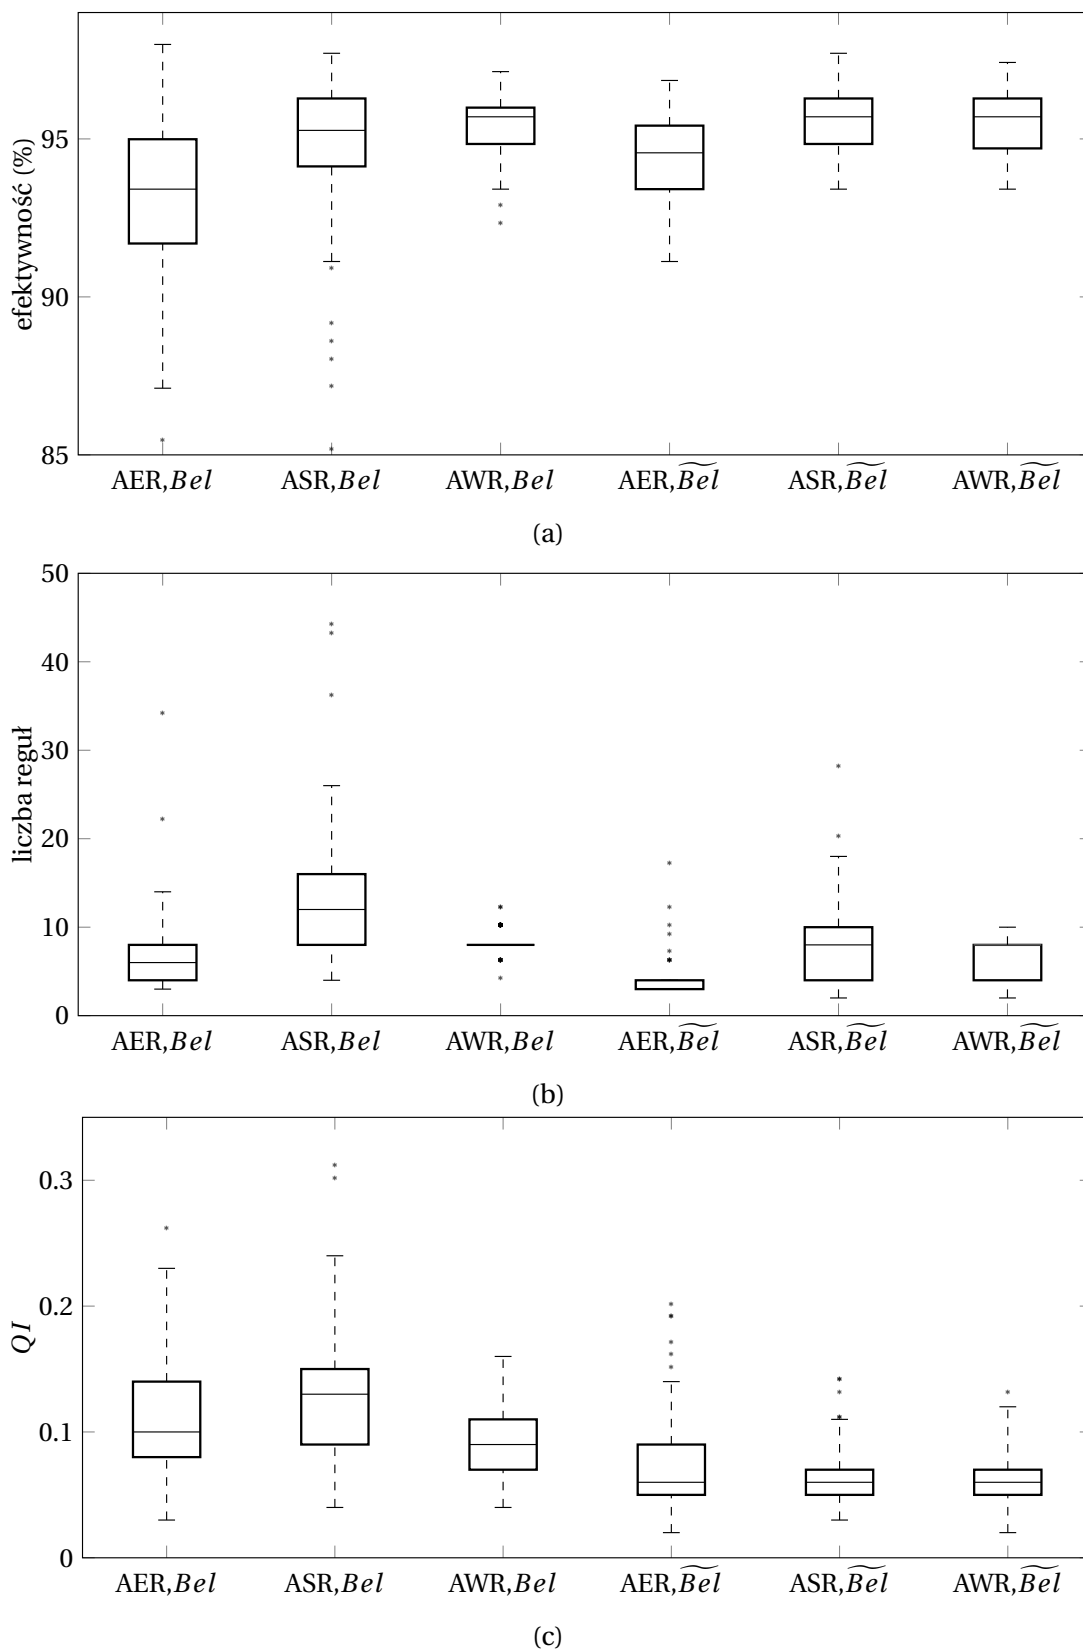 95
90
85
efektywność (%)
AER,Bel ASR,Bel AWR,Bel AER,B͠el ASR,B͠el AWR,B͠el
(a)
50
40
30
20
10
0
liczba reguł
AER,Bel ASR,Bel AWR,Bel AER,B͠el ASR,B͠el AWR,B͠el
(b)
0.3
0.2
0.1
0
QI
AER,Bel ASR,Bel AWR,Bel AER,B͠el ASR,B͠el AWR,B͠el
(c)